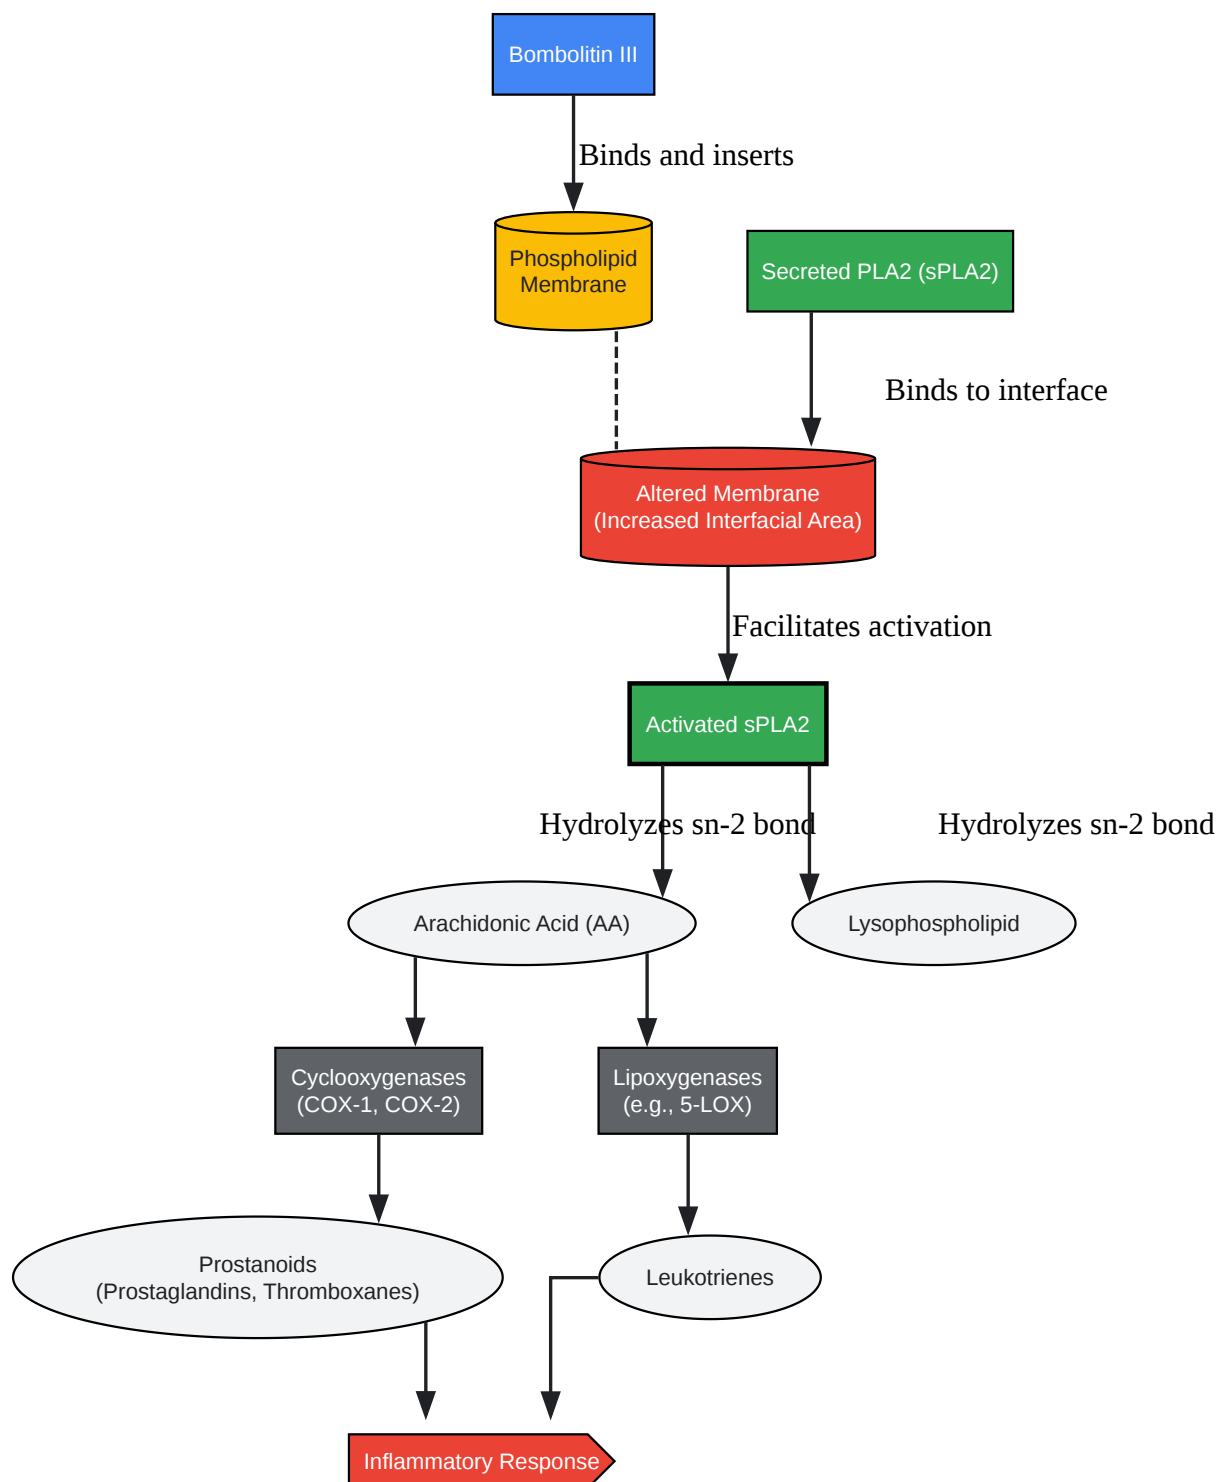 Bombolitin III
Binds and inserts
Phospholipid
Membrane
Secreted PLA2 (sPLA2)
Binds to interface
Altered Membrane
(Increased Interfacial Area)
Facilitates activation
Activated sPLA2
Hydrolyzes sn-2 bond
Hydrolyzes sn-2 bond
Arachidonic Acid (AA)
Lysophospholipid
Cyclooxygenases
(COX-1, COX-2)
Lipoxygenases
(e.g., 5-LOX)
Prostanoids
(Prostaglandins, Thromboxanes)
Leukotrienes
Inflammatory Response